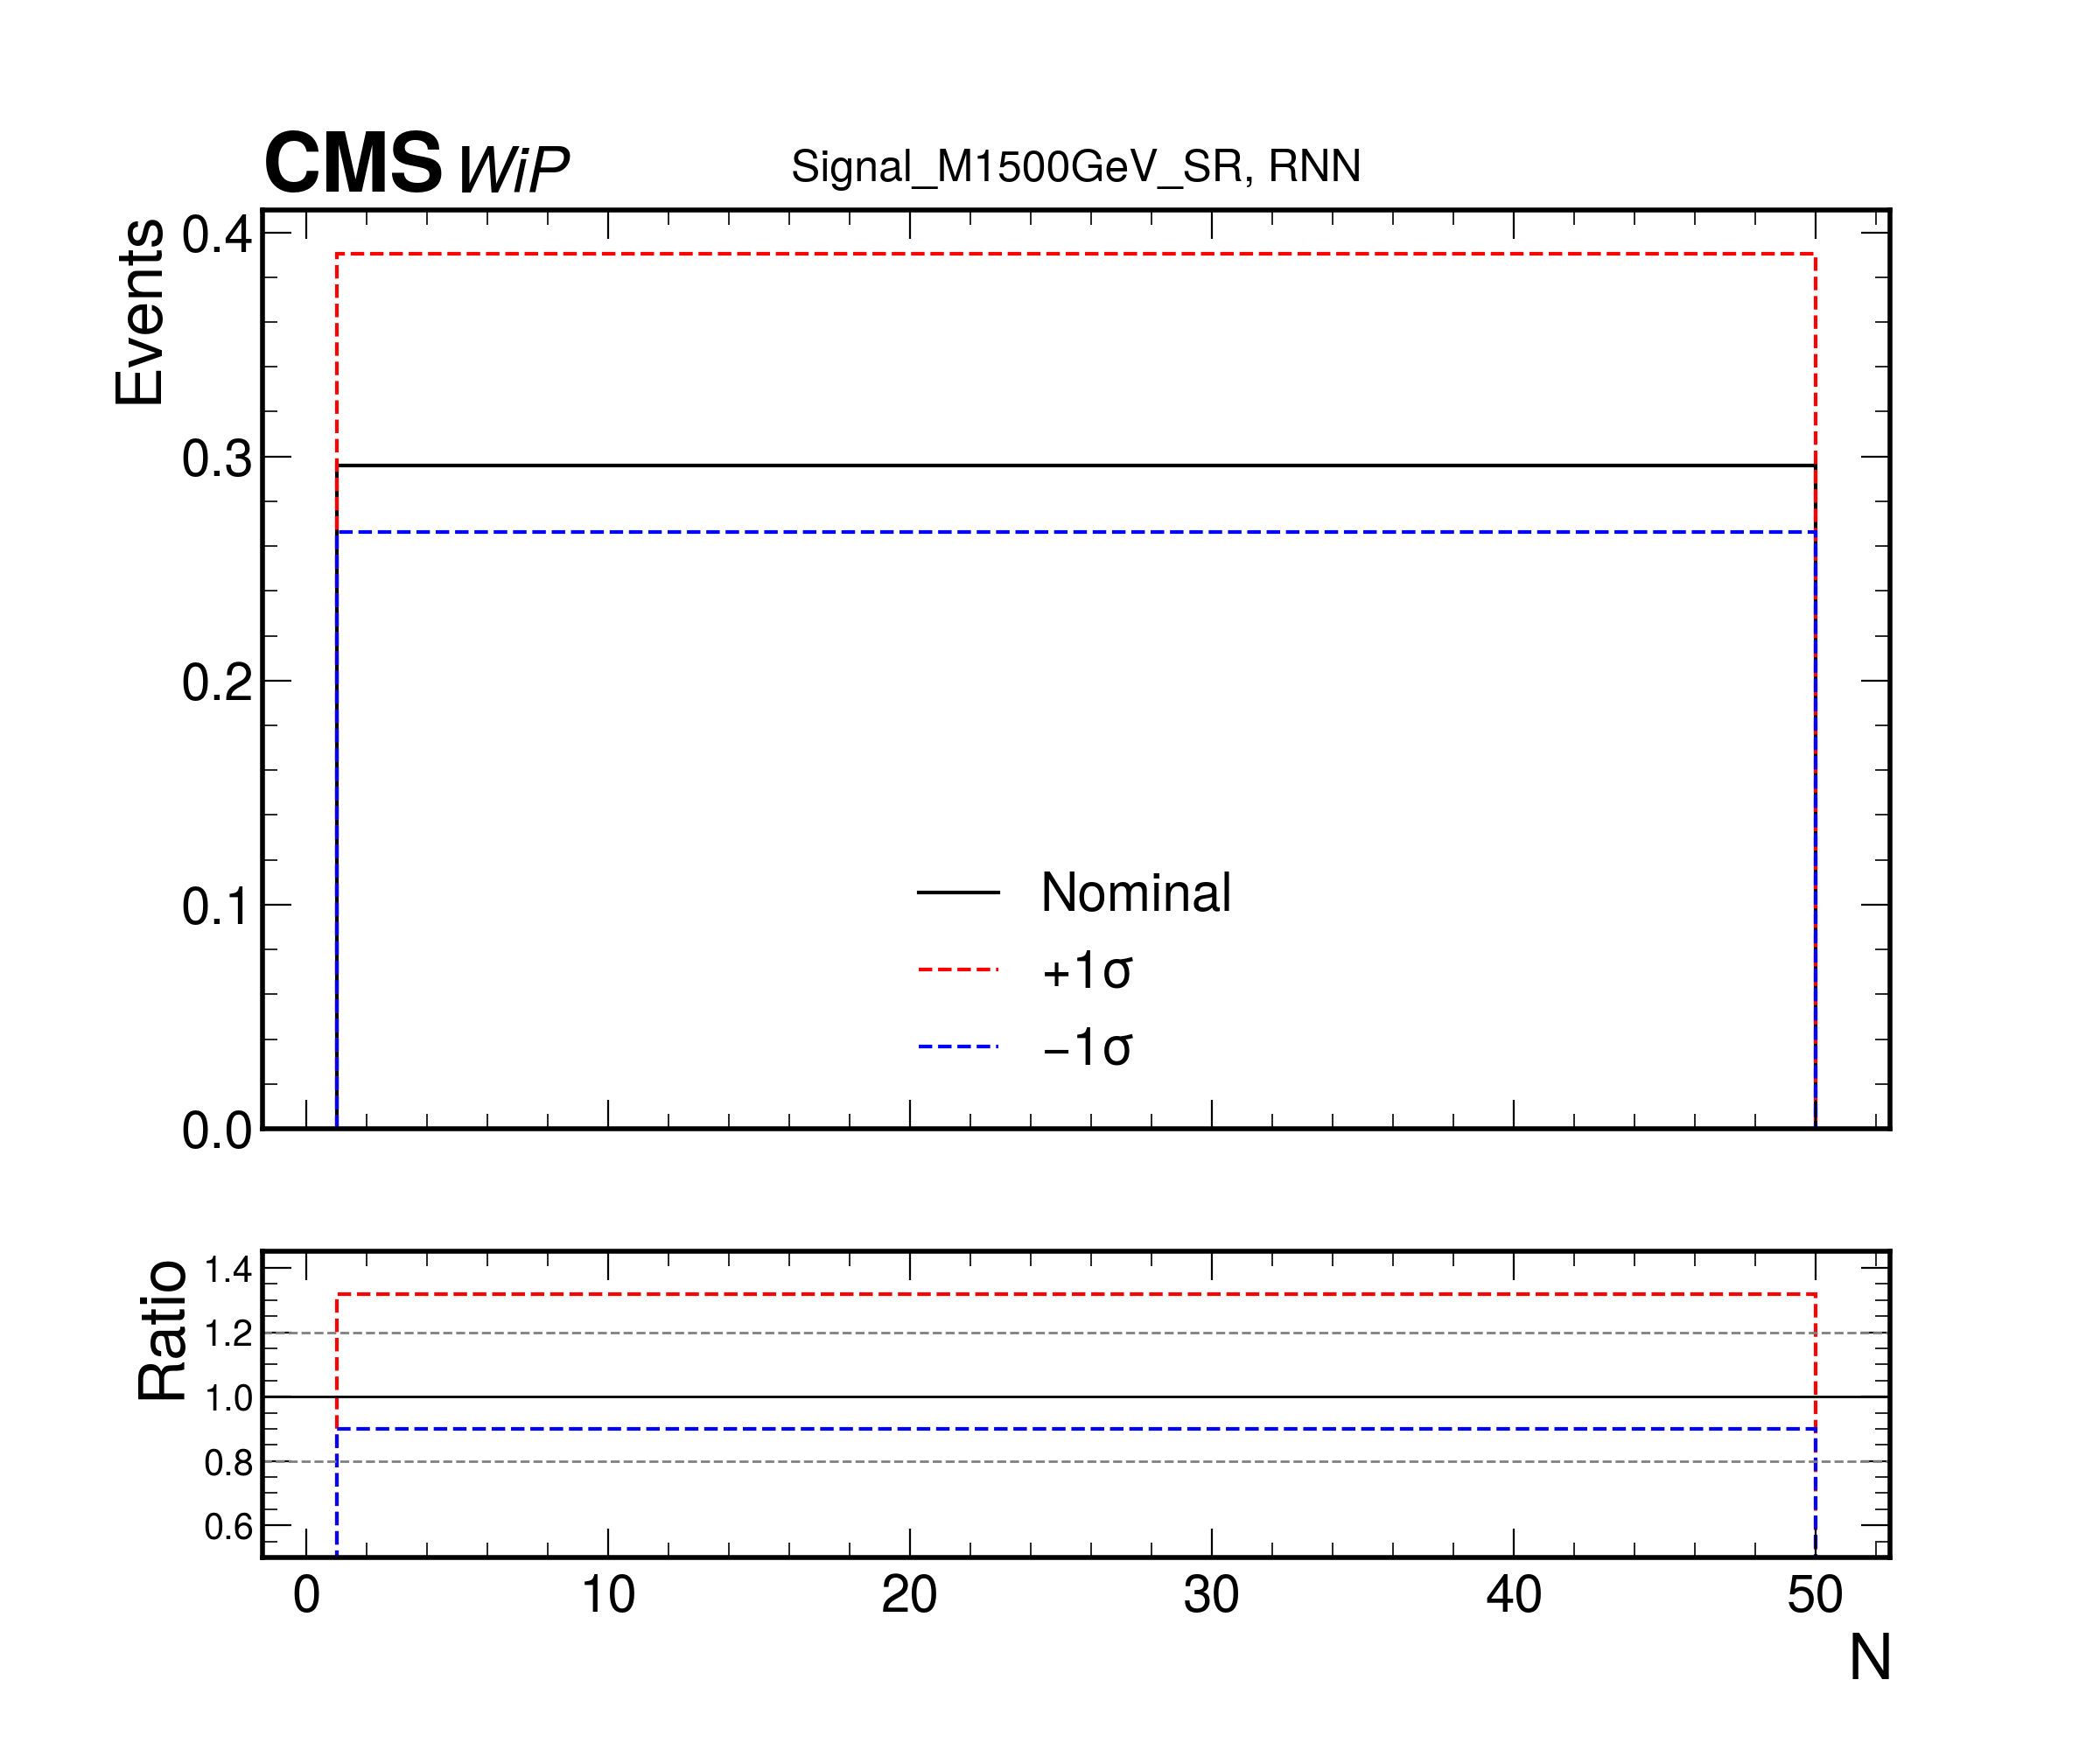 CMS WiP
Signal_M1500GeV_SR, RNN
Events
0.4
0.3
0.2
0.1
0.0
Nominal
+1σ
−1σ
Ratio
1.4
1.2
1.0
0.8
0.6
0 10 20 30 40 50
N